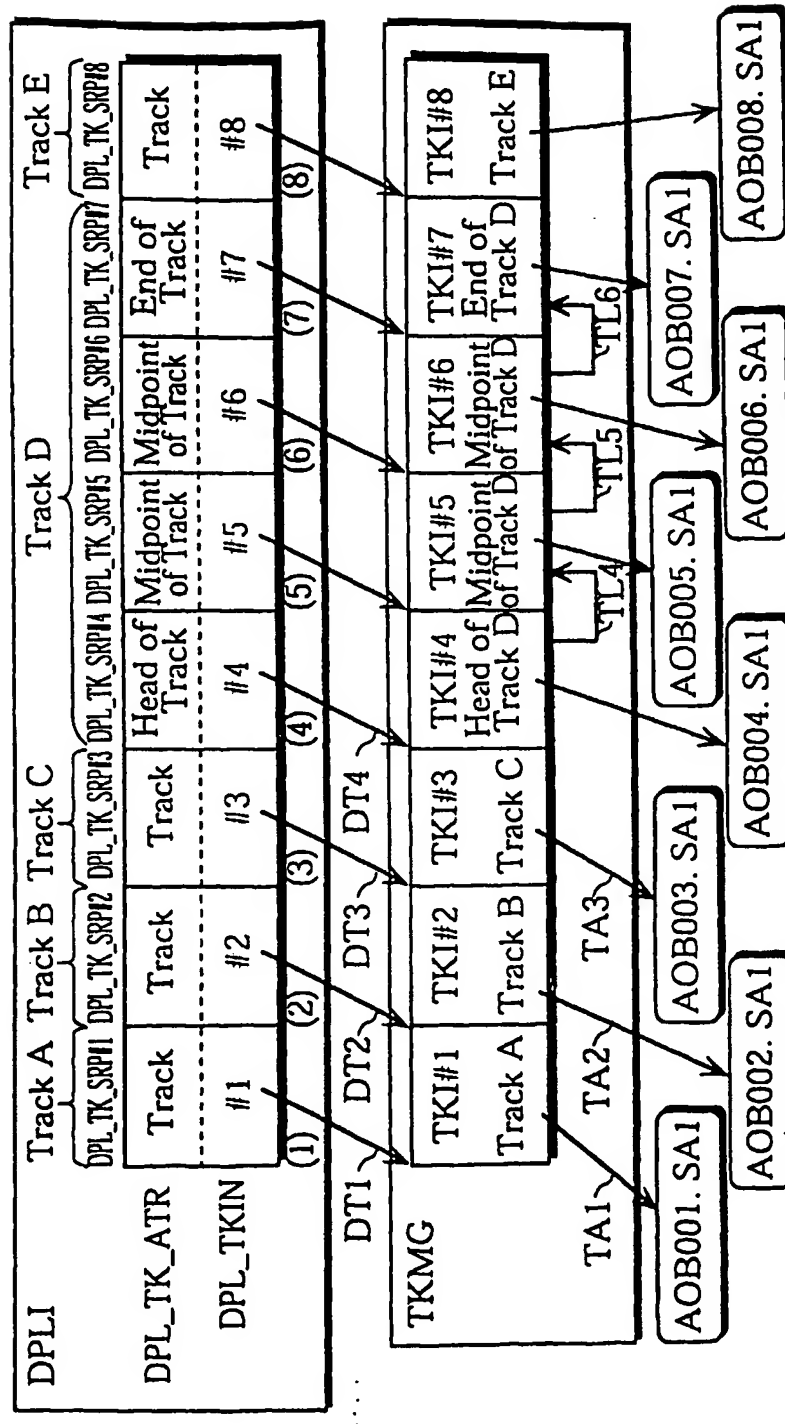 DPLI
Track A Track B Track C Track D Track E
DPL_TK_SRP#1 DPL_TK_SRP#2 DPL_TK_SRP#3 DPL_TK_SRP#4 DPL_TK_SRP#5 DPL_TK_SRP#6 DPL_TK_SRP#7 DPL_TK_SRP#8
DPL_TK_ATR Track Track Track Head of Track Midpoint of Track Midpoint of Track End of Track Track
DPL_TKIN #1 #2 #3 #4 #5 #6 #7 #8
(1) (2) (3) (4) (5) (6) (7) (8)
DT1 DT2 DT3 DT4
TKMG
TKI#1 TKI#2 TKI#3 TKI#4 TKI#5 TKI#6 TKI#7 TKI#8
Track A Track B Track C Head of Track D Midpoint of Track D Midpoint of Track D End of Track D Track E
TL4 TL5 TL6
TA1 TA2 TA3
AOB001. SA1 AOB003. SA1 AOB005. SA1 AOB007. SA1
AOB002. SA1 AOB004. SA1 AOB006. SA1 AOB008. SA1